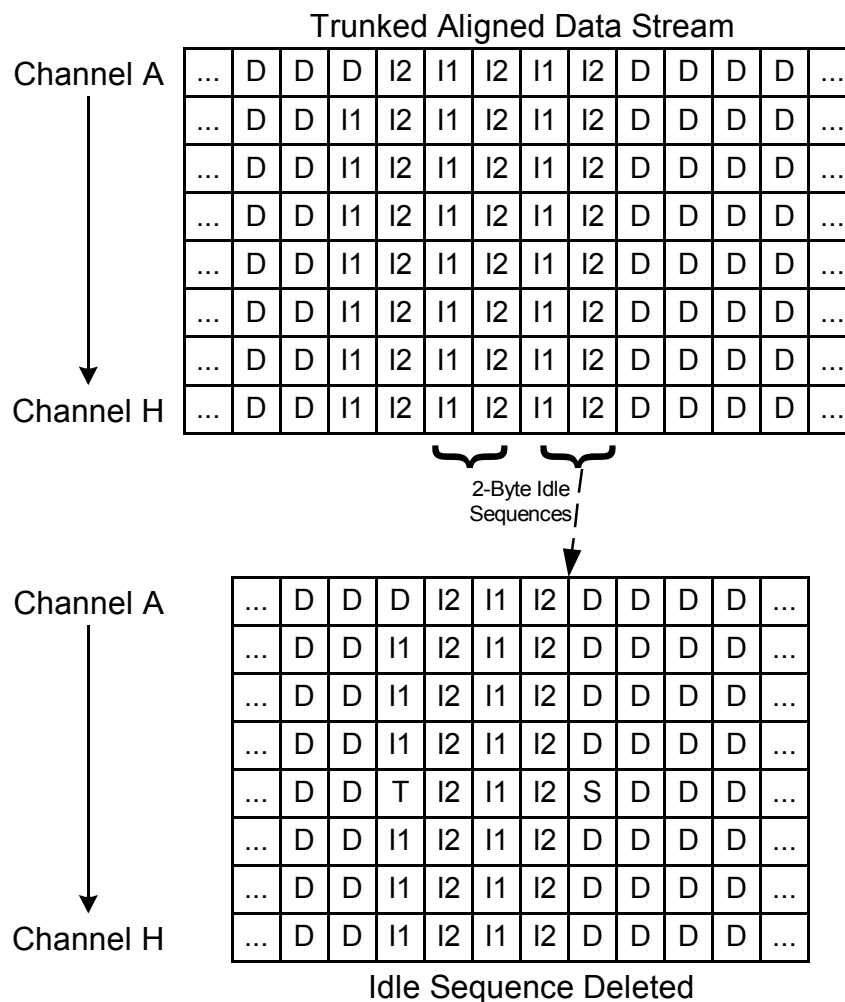 Trunked Aligned Data Stream
Channel A ... D D D I2 I1 I2 I1 I2 D D D D ...
... D D I1 I2 I1 I2 I1 I2 D D D D ...
... D D I1 I2 I1 I2 I1 I2 D D D D ...
... D D I1 I2 I1 I2 I1 I2 D D D D ...
... D D I1 I2 I1 I2 I1 I2 D D D D ...
... D D I1 I2 I1 I2 I1 I2 D D D D ...
... D D I1 I2 I1 I2 I1 I2 D D D D ...
Channel H ... D D I1 I2 I1 I2 I1 I2 D D D D ...
2-Byte Idle
Sequences
Channel A ... D D D I2 I1 I2 D D D D ...
... D D I1 I2 I1 I2 D D D D ...
... D D I1 I2 I1 I2 D D D D ...
... D D I1 I2 I1 I2 D D D D ...
... D D T I2 I1 I2 S D D D ...
... D D I1 I2 I1 I2 D D D D ...
... D D I1 I2 I1 I2 D D D D ...
Channel H ... D D I1 I2 I1 I2 D D D D ...
Idle Sequence Deleted